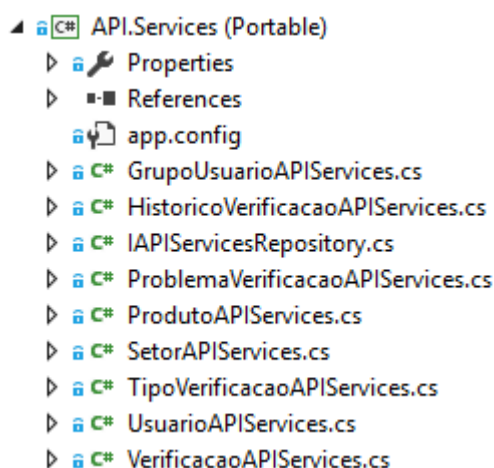 C# API.Services (Portable)
Properties
References
app.config
C# GrupoUsuarioAPIServices.cs
C# HistoricoVerificacaoAPIServices.cs
C# IAPIServicesRepository.cs
C# ProblemaVerificacaoAPIServices.cs
C# ProdutoAPIServices.cs
C# SetorAPIServices.cs
C# TipoVerificacaoAPIServices.cs
C# UsuarioAPIServices.cs
C# VerificacaoAPIServices.cs